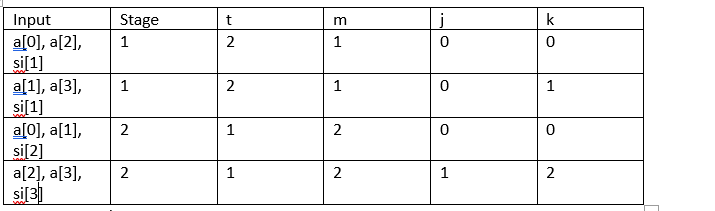 Input Stage t m j k
a[0], a[2], 1 2 1 0 0
si[1]
a[1], a[3], 1 2 1 0 1
si[1]
a[0], a[1], 2 1 2 0 0
si[2]
a[2], a[3], 2 1 2 1 2
si[3]